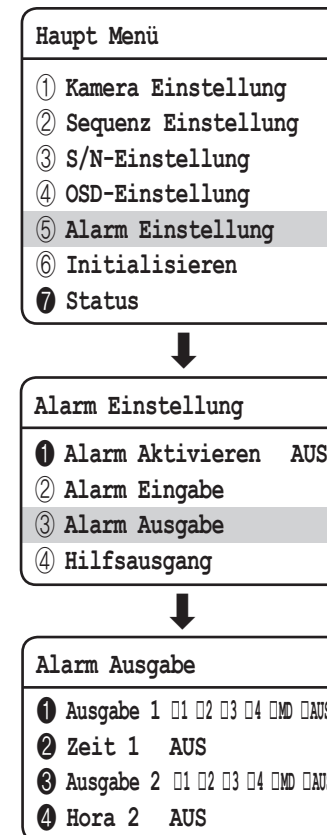 Haupt Menü
① Kamera Einstellung
② Sequenz Einstellung
③ S/N-Einstellung
④ OSD-Einstellung
⑤ Alarm Einstellung
⑥ Initialisieren
❼ Status
Alarm Einstellung
❶ Alarm Aktivieren AUS
② Alarm Eingabe
③ Alarm Ausgabe
④ Hilfsausgang
Alarm Ausgabe
❶ Ausgabe 1 □1 □2 □3 □4 □MD □AUS
❷ Zeit 1 AUS
❸ Ausgabe 2 □1 □2 □3 □4 □MD □AUS
❹ Hora 2 AUS